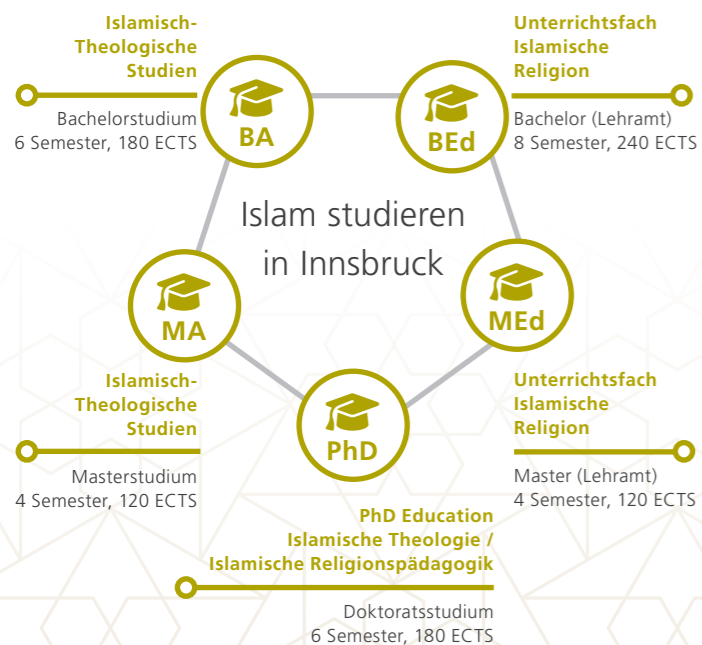 Islamisch-
Theologische
Studien
Bachelorstudium
6 Semester, 180 ECTS
BA
BEd
Unterrichtsfach
Islamische
Religion
Bachelor (Lehramt)
8 Semester, 240 ECTS
Islam studieren
in Innsbruck
MA
MEd
Islamisch-
Theologische
Studien
Masterstudium
4 Semester, 120 ECTS
PhD
Unterrichtsfach
Islamische
Religion
Master (Lehramt)
4 Semester, 120 ECTS
PhD Education
Islamische Theologie /
Islamische Religionspädagogik
Doktoratsstudium
6 Semester, 180 ECTS